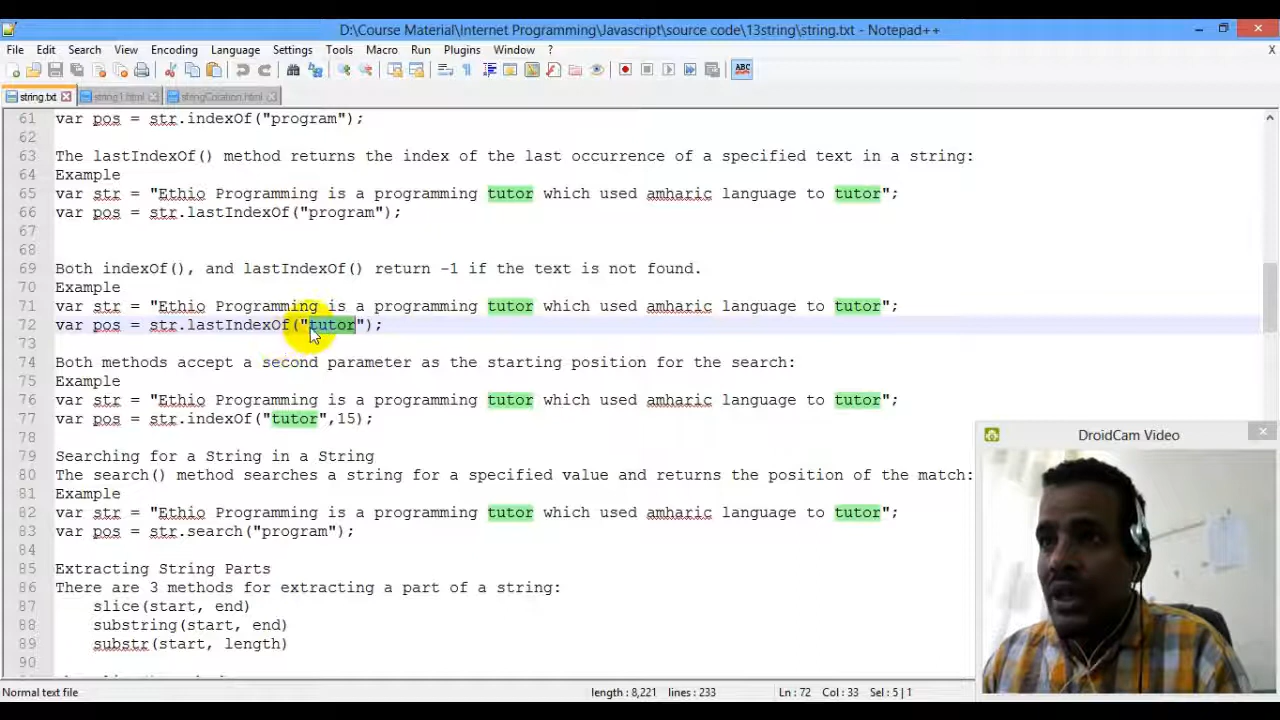 D:\Course Material\Internet Programming\Javascript\source code\13string\string.txt - Notepad++
File Edit Search View Encoding Language Settings Tools Macro Run Plugins Window ? X
ABC
string.txt string1.html
61 var pos = str.indexOf("program");
62
63 The lastIndexOf() method returns the index of the last occurrence of a specified text in a string:
64 Example
65 var str = "Ethio Programming is a programming tutor which used amharic language to tutor";
66 var pos = str.lastIndexOf("program");
67
68
69 Both indexOf(), and lastIndexOf() return -1 if the text is not found.
70 Example
71 var str = "Ethio Programming is a programming tutor which used amharic language to tutor";
72 var pos = str.lastIndexOf("tutor");
73
74 Both methods accept a second parameter as the starting position for the search:
75 Example
76 var str = "Ethio Programming is a programming tutor which used amharic language to tutor";
77 var pos = str.indexOf("tutor",15);
78
79 Searching for a String in a String
80 The search() method searches a string for a specified value and returns the position of the match:
81 Example
82 var str = "Ethio Programming is a programming tutor which used amharic language to tutor";
83 var pos = str.search("program");
84
85 Extracting String Parts
86 There are 3 methods for extracting a part of a string:
87 slice(start, end)
88 substring(start, end)
89 substr(start, length)
90
DroidCam Video
Normal text file length : 8,221 lines : 233 Ln : 72 Col : 33 Sel : 5 | 1